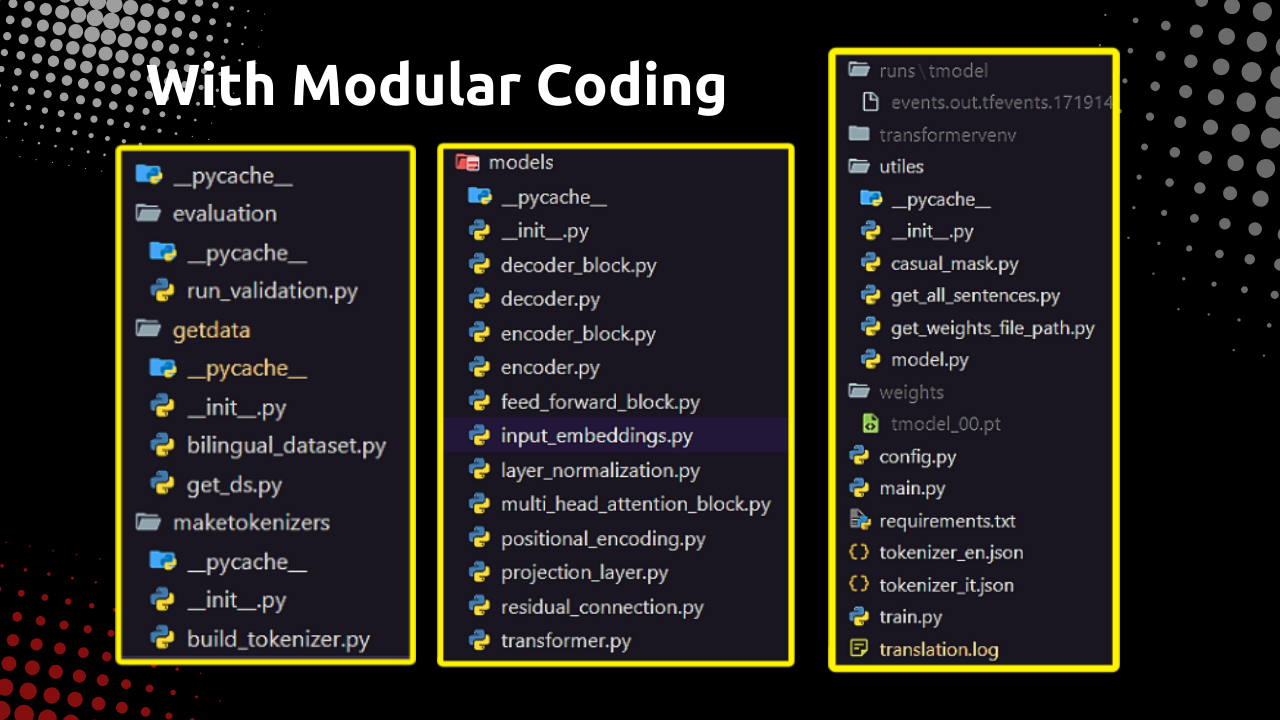 With Modular Coding
__pycache__
evaluation
__pycache__
run_validation.py
getdata
__pycache__
__init__.py
bilingual_dataset.py
get_ds.py
maketokenizers
__pycache__
__init__.py
build_tokenizer.py
models
__pycache__
__init__.py
decoder_block.py
decoder.py
encoder_block.py
encoder.py
feed_forward_block.py
input_embeddings.py
layer_normalization.py
multi_head_attention_block.py
positional_encoding.py
projection_layer.py
residual_connection.py
transformer.py
runs\tmodel
events.out.tfevents.171914
transformervenv
utiles
__pycache__
__init__.py
casual_mask.py
get_all_sentences.py
get_weights_file_path.py
model.py
weights
tmodel_00.pt
config.py
main.py
requirements.txt
tokenizer_en.json
tokenizer_it.json
train.py
translation.log